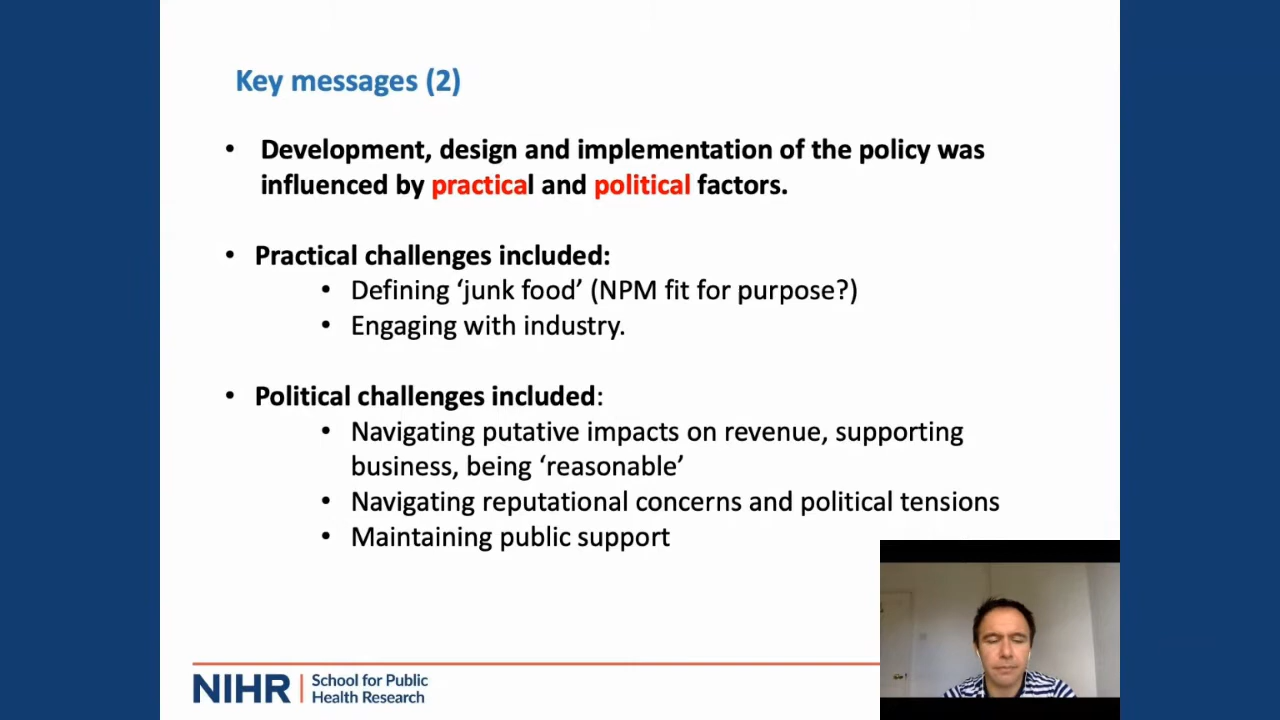 Key messages (2)
• Development, design and implementation of the policy was
influenced by practical and political factors.
• Practical challenges included:
• Defining ‘junk food’ (NPM fit for purpose?)
• Engaging with industry.
• Political challenges included:
• Navigating putative impacts on revenue, supporting
business, being ‘reasonable’
• Navigating reputational concerns and political tensions
• Maintaining public support
NIHR | School for Public
Health Research